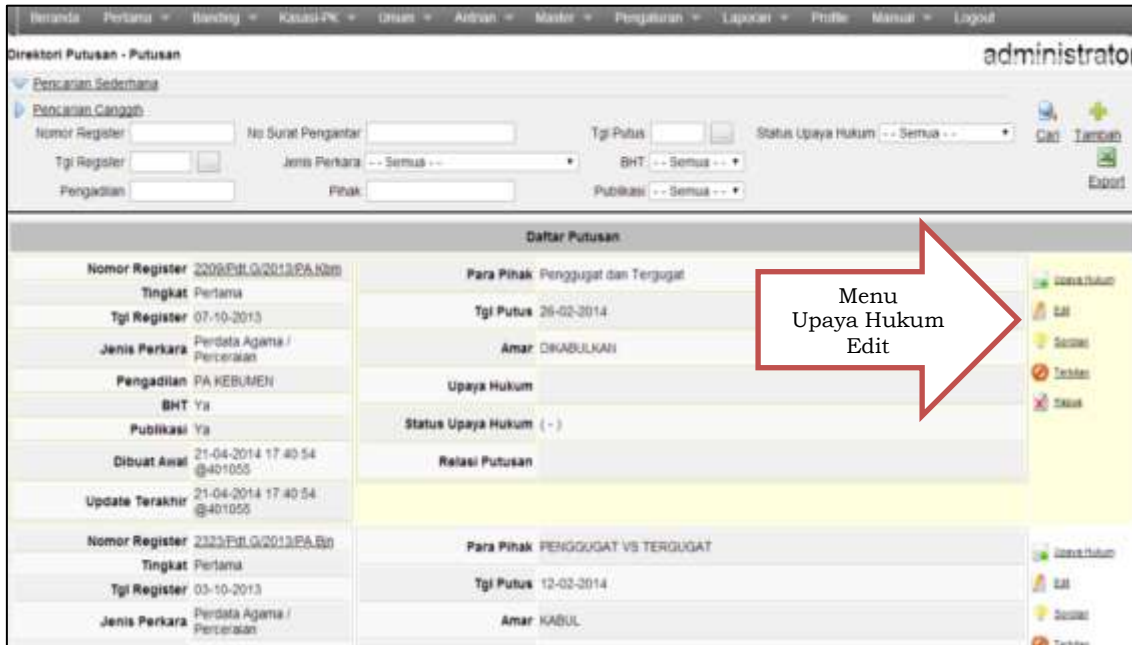 Beranda Pertama Banding Kasasi-PK Umum Antrian Master Pengaturan Laporan Profile Manual Logout
Direktori Putusan - Putusan administrator
Pencarian Sederhana
Pencarian Canggih
Nomor Register No Surat Pengantar Tgl Putus Status Upaya Hukum - - Semua - - Cari Tambah
Tgl Register Jenis Perkara - - Semua - - BHT - - Semua - -
Pengadilan Pihak Publikasi - - Semua - - Export
Daftar Putusan
Nomor Register 2209/Pdt.G/2013/PA.Kbm Para Pihak Penggugat dan Tergugat Upaya Hukum
Tingkat Pertama
Tgl Register 07-10-2013 Tgl Putus 26-02-2014 Edit
Jenis Perkara Perdata Agama / Perceraian Amar DIKABULKAN
Menu
Upaya Hukum
Edit
Pengadilan PA KEBUMEN Upaya Hukum
BHT Ya
Publikasi Ya Status Upaya Hukum ( - )
Dibuat Awal 21-04-2014 17:40:54 @401055 Relasi Putusan
Update Terakhir 21-04-2014 17:40:54 @401055
Nomor Register 2323/Pdt.G/2013/PA.Bjn Para Pihak PENGGUGAT VS TERGUGAT Upaya Hukum
Tingkat Pertama
Tgl Register 03-10-2013 Tgl Putus 12-02-2014 Edit
Jenis Perkara Perdata Agama / Perceraian Amar KABUL